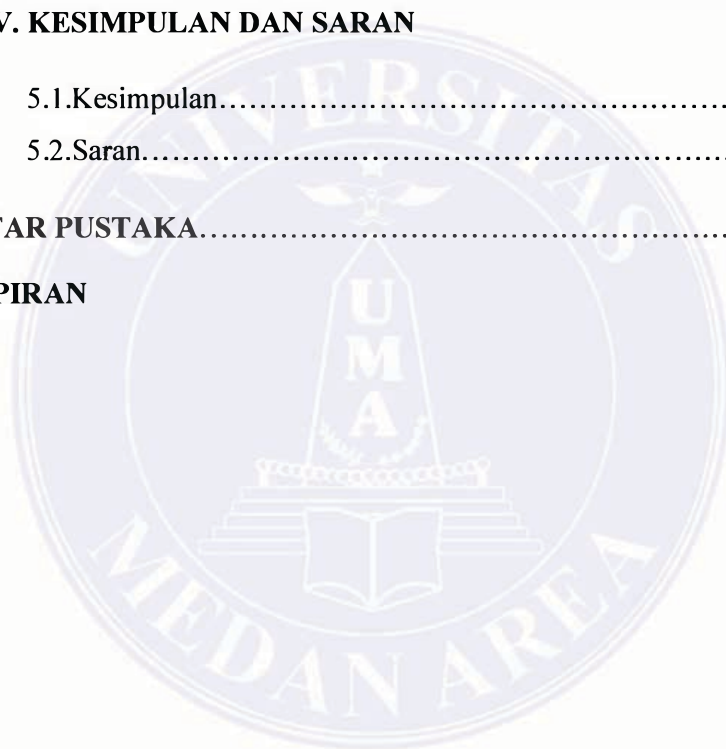 V. KESIMPULAN DAN SARAN
5.1.Kesimpulan......................................................
5.2.Saran...............................................................
TAR PUSTAKA.........................................................
PIRAN
UNIVERSITAS
UMA
MEDAN AREA